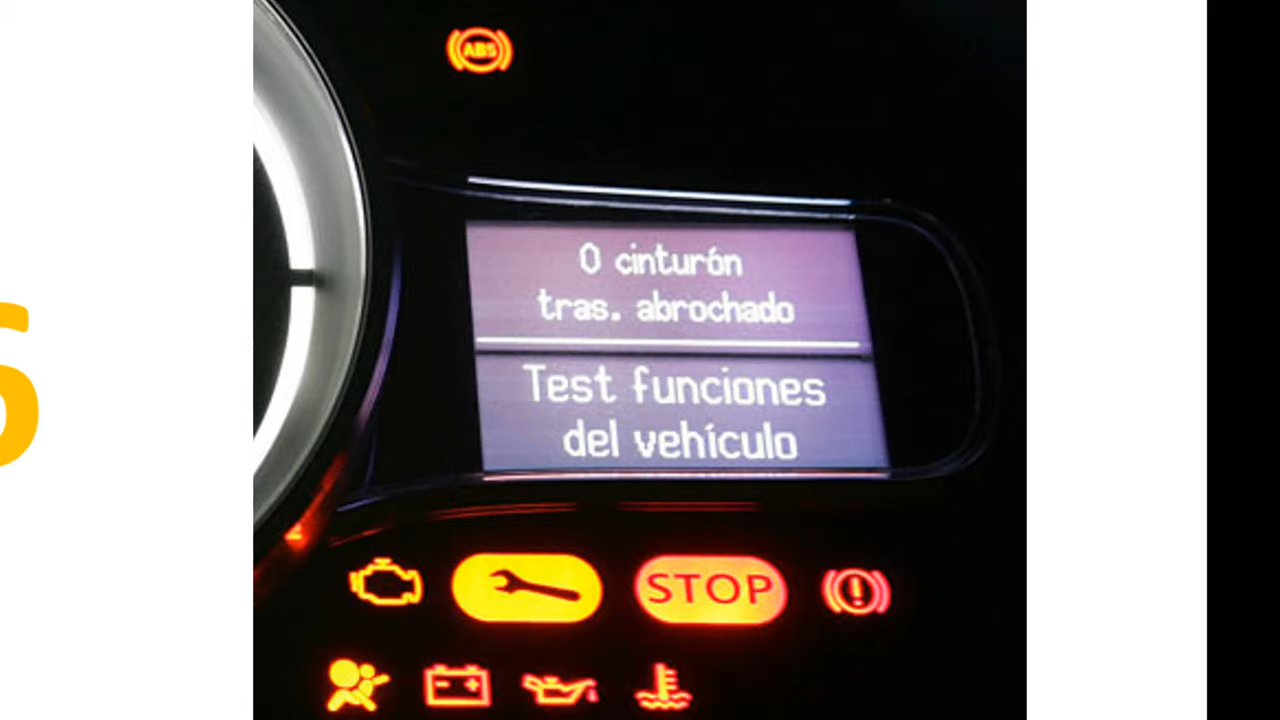 ABS
0 cinturón
tras. abrochado
Test funciones
del vehículo
STOP